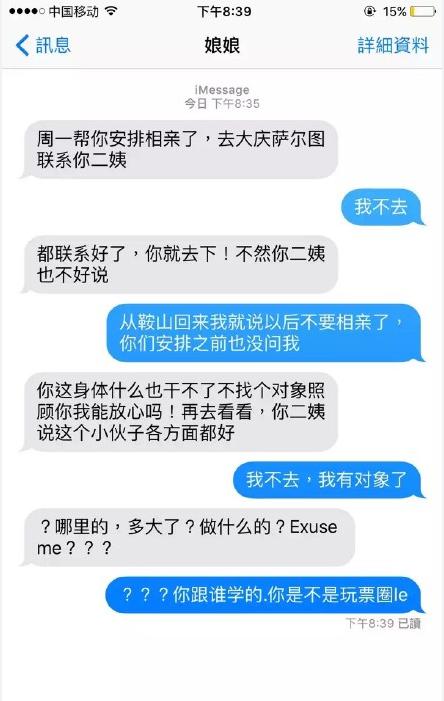 中国移动
下午8:39
15%
訊息
娘娘
詳細資料
iMessage
今日 下午8:35
周一帮你安排相亲了，去大庆萨尔图
联系你二姨
我不去
都联系好了，你就去下！不然你二姨
也不好说
从鞍山回来我就说以后不要相亲了，
你们安排之前也没问我
你这身体什么也干不了不找个对象照
顾你我能放心吗！再去看看，你二姨
说这个小伙子各方面都好
我不去，我有对象了
？哪里的，多大了？做什么的？Exuse
me？？？
？？？你跟谁学的.你是不是玩票圈le
下午8:39 已讀